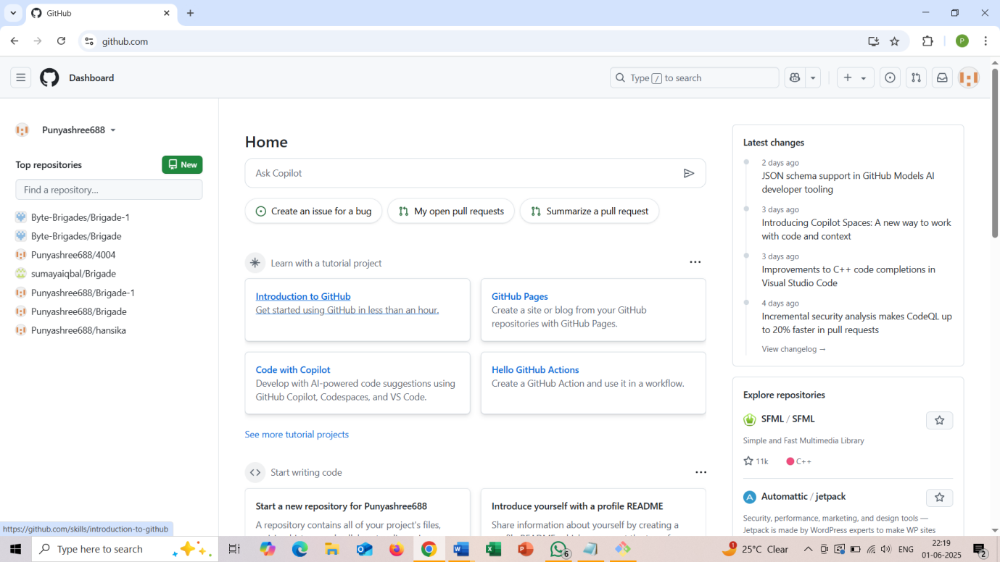 GitHub
github.com
P
Dashboard
Type / to search
Punyashree688
Top repositories
New
Find a repository...
Byte-Brigades/Brigade-1
Byte-Brigades/Brigade
Punyashree688/4004
sumayaiqbal/Brigade
Punyashree688/Brigade-1
Punyashree688/Brigade
Punyashree688/hansika
Home
Ask Copilot
Create an issue for a bug
My open pull requests
Summarize a pull request
Learn with a tutorial project
Introduction to GitHub
Get started using GitHub in less than an hour.
GitHub Pages
Create a site or blog from your GitHub
repositories with GitHub Pages.
Code with Copilot
Develop with AI-powered code suggestions using
GitHub Copilot, Codespaces, and VS Code.
Hello GitHub Actions
Create a GitHub Action and use it in a workflow.
See more tutorial projects
Start writing code
Start a new repository for Punyashree688
A repository contains all of your project's files,
Introduce yourself with a profile README
Share information about yourself by creating a
Latest changes
2 days ago
JSON schema support in GitHub Models AI
developer tooling
3 days ago
Introducing Copilot Spaces: A new way to work
with code and context
3 days ago
Improvements to C++ code completions in
Visual Studio Code
4 days ago
Incremental security analysis makes CodeQL up
to 20% faster in pull requests
View changelog →
Explore repositories
SFML / SFML
Simple and Fast Multimedia Library
11k
C++
Automattic / jetpack
Security, performance, marketing, and design tools —
Jetpack is made by WordPress experts to make WP sites
https://github.com/skills/introduction-to-github
Type here to search
6
1
25°C Clear
ENG
22:19
01-06-2025
2